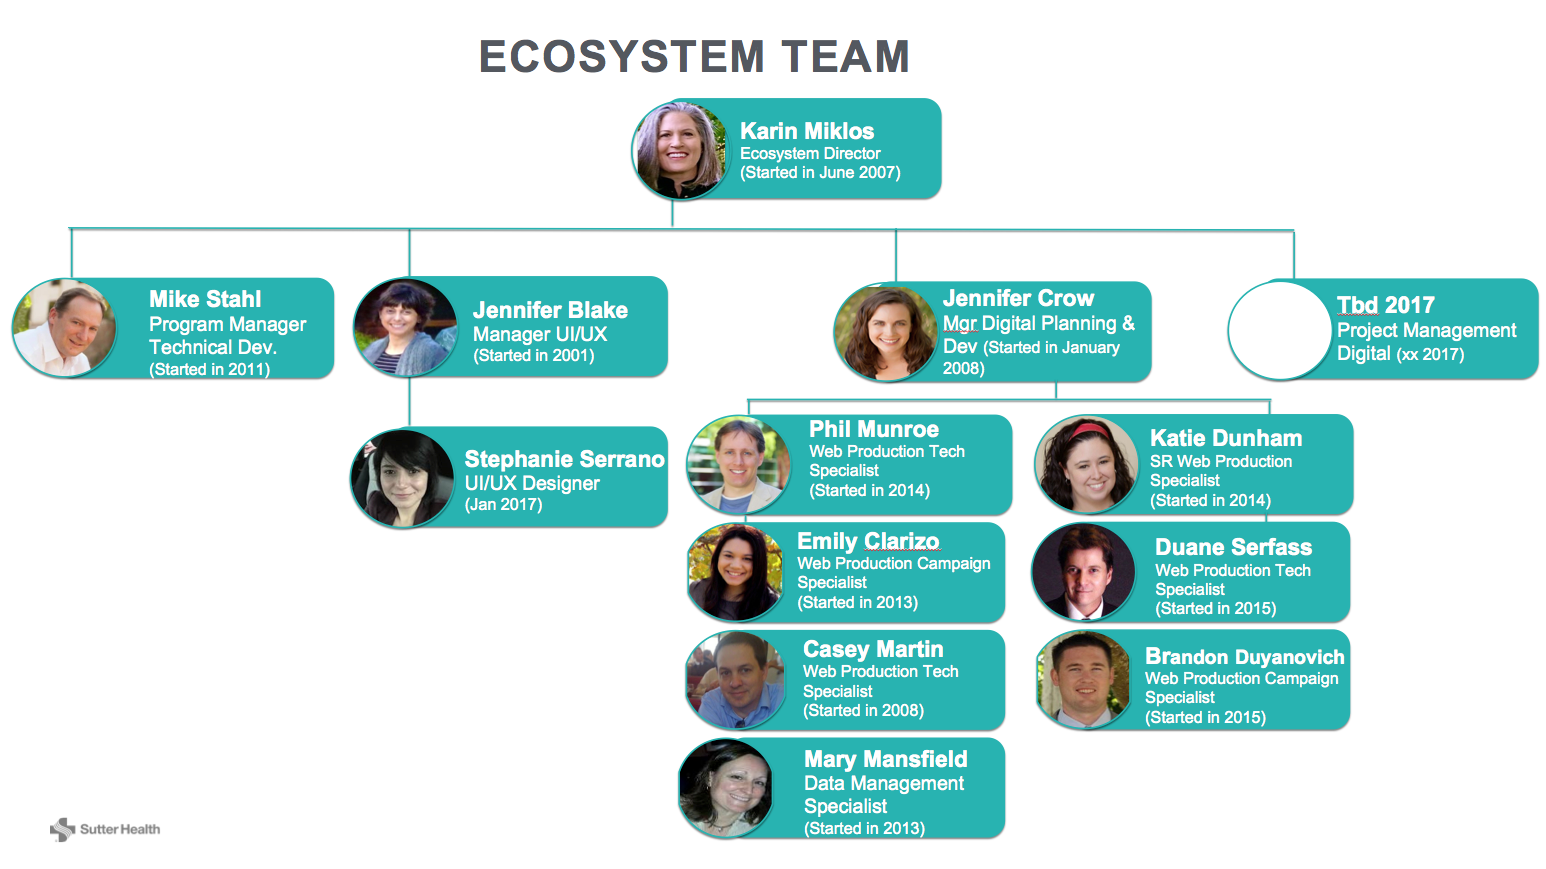 ECOSYSTEM TEAM
Karin Miklos
Ecosystem Director
(Started in June 2007)
Mike Stahl
Program Manager
Technical Dev.
(Started in 2011)
Jennifer Blake
Manager UI/UX
(Started in 2001)
Jennifer Crow
Mgr Digital Planning &
Dev (Started in January
2008)
Tbd 2017
Project Management
Digital (xx 2017)
Stephanie Serrano
UI/UX Designer
(Jan 2017)
Phil Munroe
Web Production Tech
Specialist
(Started in 2014)
Katie Dunham
SR Web Production
Specialist
(Started in 2014)
Emily Clarizo
Web Production Campaign
Specialist
(Started in 2013)
Duane Serfass
Web Production Tech
Specialist
(Started in 2015)
Casey Martin
Web Production Tech
Specialist
(Started in 2008)
Brandon Duyanovich
Web Production Campaign
Specialist
(Started in 2015)
Mary Mansfield
Data Management
Specialist
(Started in 2013)
Sutter Health